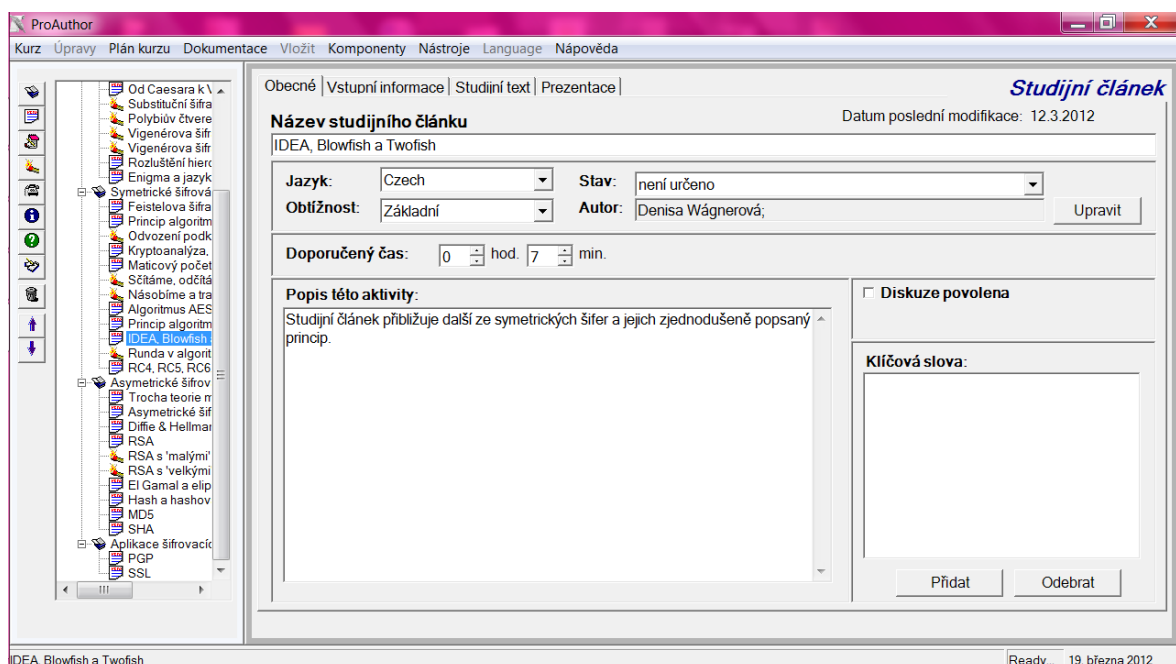 ProAuthor
Kurz Úpravy Plán kurzu Dokumentace Vložit Komponenty Nástroje Language Nápověda
Od Caesara k V
Substituční šifra
Polybiův čtvere
Vigenérova šifr
Vigenérova šifr
Rozluštění hierc
Enigma a jazyk
Symetrické šifrová
Feistelova šifra
Princip algoritm
Odvození podk
Kryptoanalýza,
Maticový počet
Sčítáme, odčítá
Násobíme a tra
Algoritmus AES
Princip algoritm
IDEA, Blowfish a
Runda v algorit
RC4, RC5, RC6
Asymetrické šifrov
Trocha teorie m
Asymetrické šif
Diffie & Hellmar
RSA
RSA s 'malými'
RSA s 'velkými
El Gamal a elip
Hash a hashov
MD5
SHA
Aplikace šifrovací
PGP
SSL
Obecné Vstupní informace Studijní text Prezentace
Studijní článek
Název studijního článku
Datum poslední modifikace: 12.3.2012
IDEA, Blowfish a Twofish
Jazyk: Czech Stav: není určeno
Obtížnost: Základní Autor: Denisa Wágnerová; Upravit
Doporučený čas: 0 hod. 7 min.
Popis této aktivity:
Studijní článek přibližuje další ze symetrických šifer a jejich zjednodušeně popsaný
princip.
Diskuze povolena
Klíčová slova:
Přidat Odebrat
IDEA, Blowfish a Twofish Ready... 19. března 2012